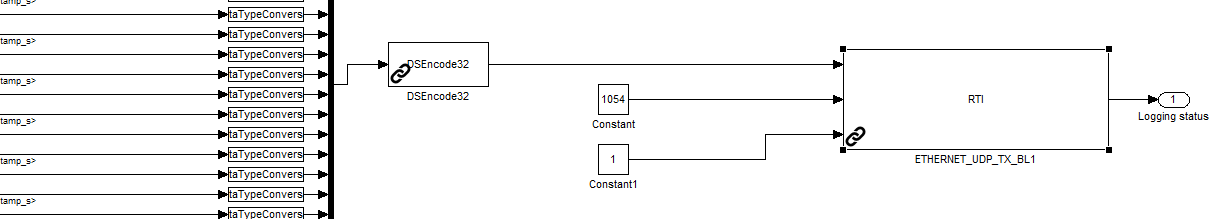 tamp_s>
taTypeConvers
taTypeConvers
tamp_s>
taTypeConvers
taTypeConvers
tamp_s>
taTypeConvers
taTypeConvers
tamp_s>
taTypeConvers
taTypeConvers
tamp_s>
taTypeConvers
taTypeConvers
tamp_s>
taTypeConvers
DSEncode32
DSEncode32
1054
Constant
1
Constant1
RTI
ETHERNET_UDP_TX_BL1
1
Logging status